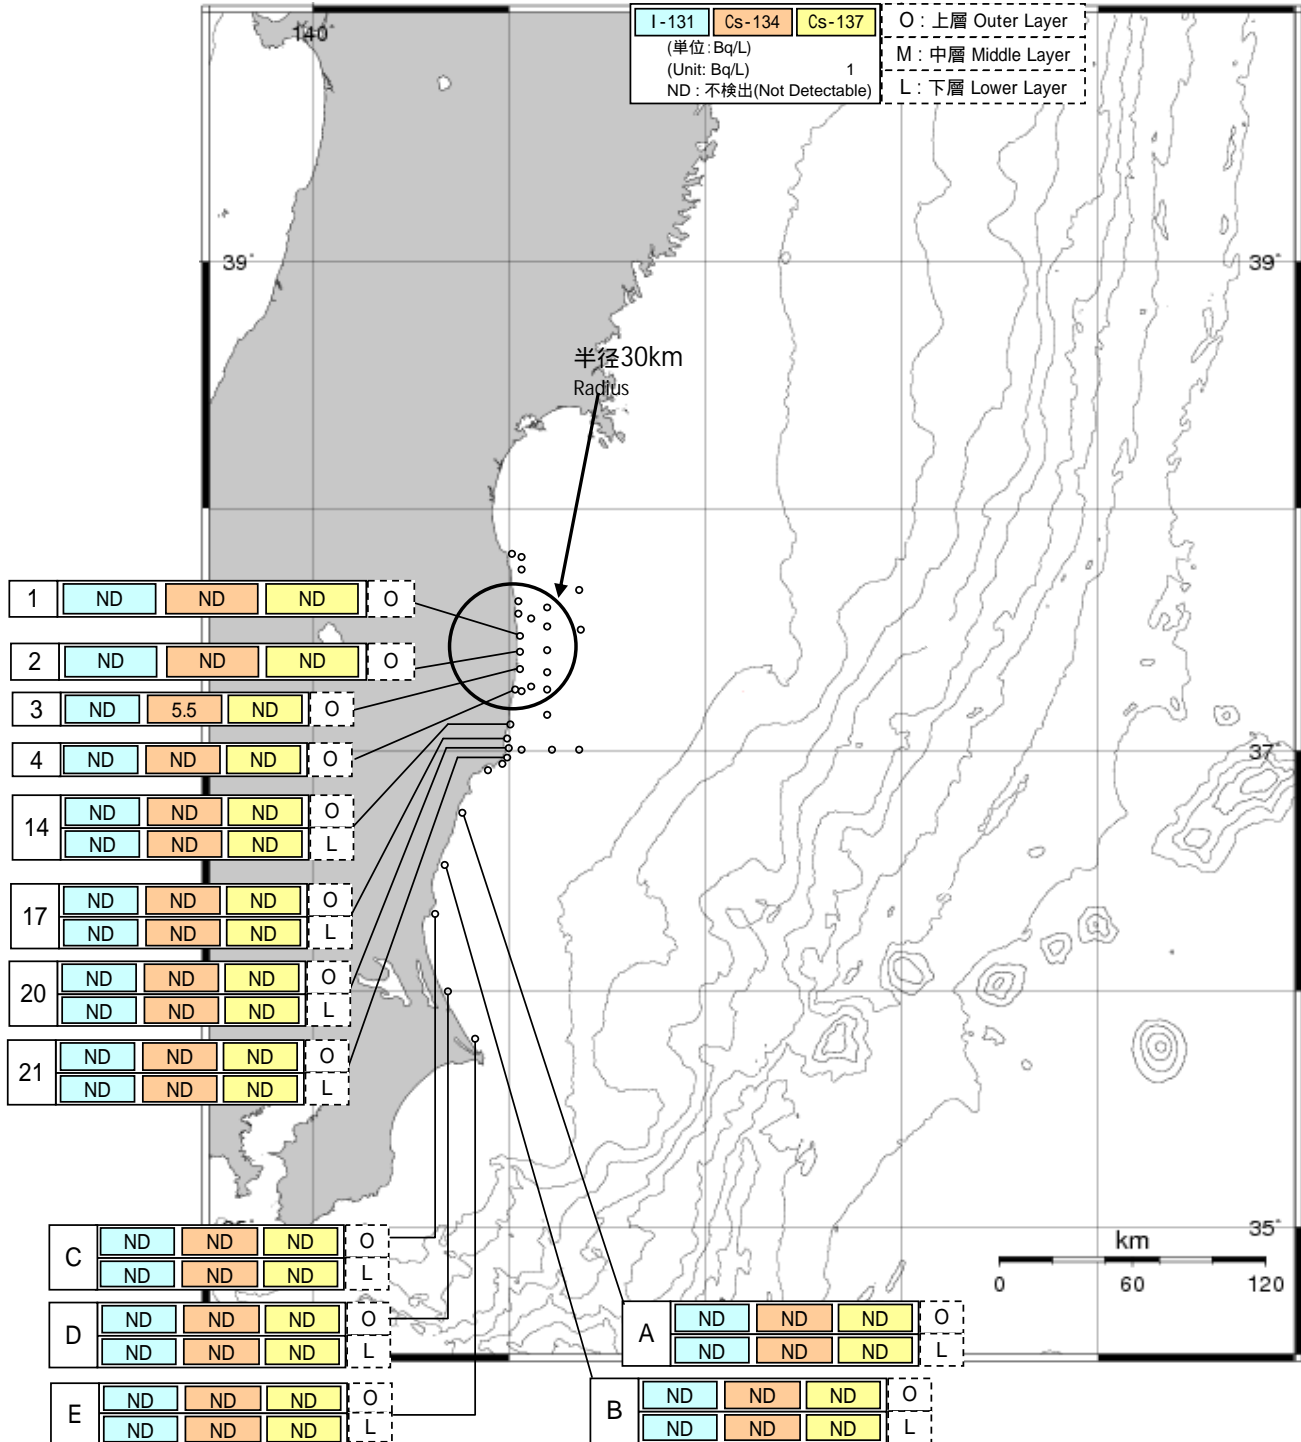 I-131 Cs-134 Cs-137
(単位: Bq/L)
(Unit: Bq/L) 1
ND : 不検出(Not Detectable)
O : 上層 Outer Layer
M : 中層 Middle Layer
L : 下層 Lower Layer
140°
39° 39°
半径30km
Radius
1 ND ND ND O
2 ND ND ND O
3 ND 5.5 ND O
4 ND ND ND O
37°
14 ND ND ND O
ND ND ND L
17 ND ND ND O
ND ND ND L
20 ND ND ND O
ND ND ND L
21 ND ND ND O
ND ND ND L
35°
km
0 60 120
C ND ND ND O
ND ND ND L
D ND ND ND O
ND ND ND L
E ND ND ND O
ND ND ND L
A ND ND ND O
ND ND ND L
B ND ND ND O
ND ND ND L